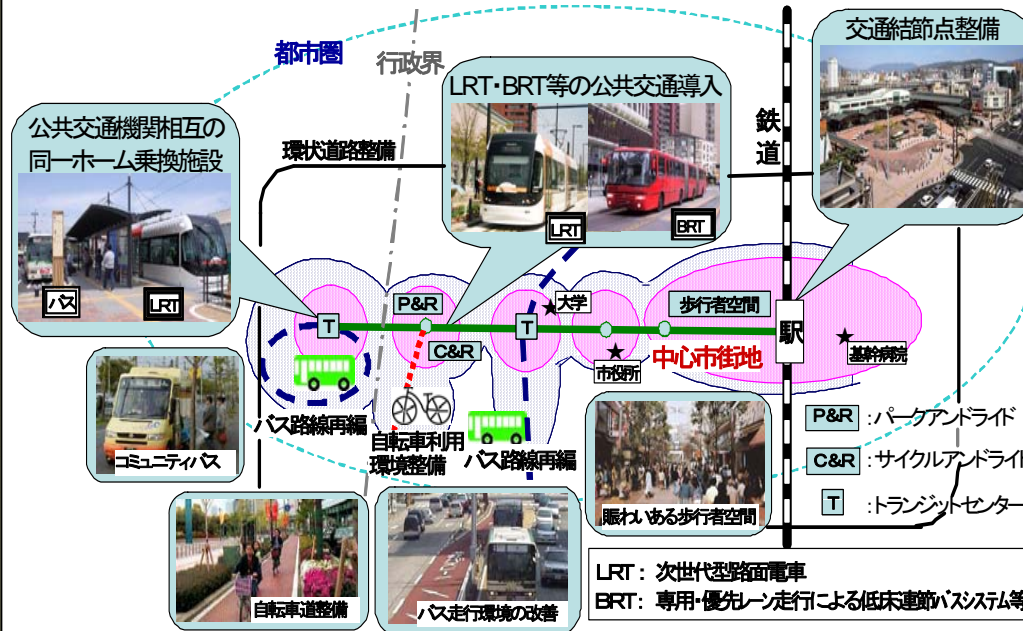 都市圏
行政界
交通結節点整備
LRT・BRT等の公共交通導入
公共交通機関相互の
同一ホーム乗換施設
環状道路整備
鉄道
LRT
BRT
バス
LRT
P&R
大学
歩行者空間
T
T
駅
C&R
中心市街地
市役所
基幹病院
バス路線再編
自転車利用
環境整備
バス路線再編
コミュニティバス
P&R:パークアンドライド
C&R:サイクルアンドライド
T:トランジットセンター
賑わいある歩行者空間
自転車道整備
バス走行環境の改善
LRT: 次世代型路面電車
BRT: 専用・優先レーン走行による低床連節バスシステム等